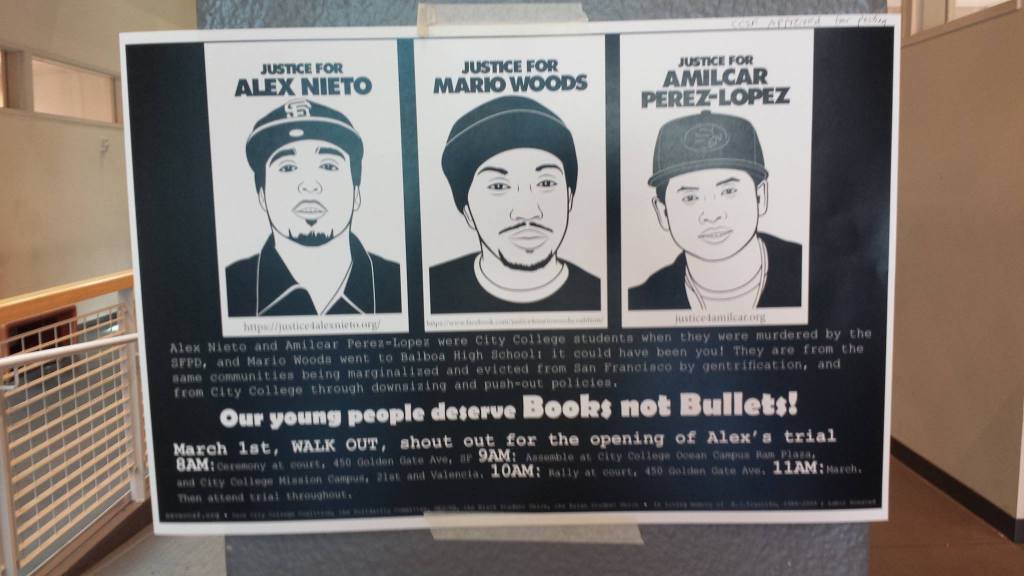 CCSF Approved for posting
JUSTICE FOR
ALEX NIETO
SF
https://justice4alexnieto.org/
JUSTICE FOR
MARIO WOODS
JUSTICE FOR
AMILCAR
PEREZ-LOPEZ
SF
justice4amilcar.org
Alex Nieto and Amilcar Perez-Lopez were City College students when they were murdered by the
SFPD, and Mario Woods went to Balboa High School: it could have been you! They are from the
same communities being marginalized and evicted from San Francisco by gentrification, and
from City College through downsizing and push-out policies.
Our young people deserve Books not Bullets!
March 1st, WALK OUT, shout out for the opening of Alex's trial
8AM: Ceremony at court, 450 Golden Gate Ave, SF 9AM: Assemble at City College Ocean Campus Ram Plaza,
and City College Mission Campus, 21st and Valencia. 10AM: Rally at court, 450 Golden Gate Ave. 11AM: March.
Then attend trial throughout.